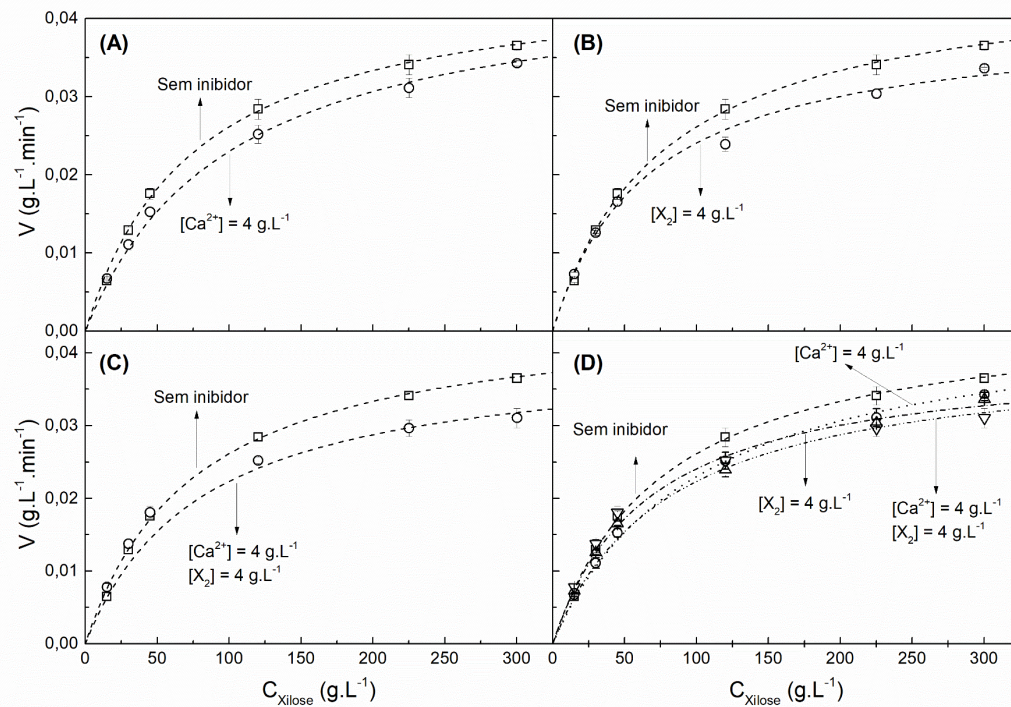 0,04
0,03
0,02
0,01
0,00
V (g.L⁻¹.min⁻¹)
(A)
Sem inibidor
[Ca²⁺] = 4 g.L⁻¹
(B)
Sem inibidor
[X₂] = 4 g.L⁻¹
0,04
0,03
0,02
0,01
0,00
V (g.L⁻¹.min⁻¹)
(C)
Sem inibidor
[Ca²⁺] = 4 g.L⁻¹
[X₂] = 4 g.L⁻¹
(D)
[Ca²⁺] = 4 g.L⁻¹
Sem inibidor
[X₂] = 4 g.L⁻¹
[Ca²⁺] = 4 g.L⁻¹
[X₂] = 4 g.L⁻¹
0 50 100 150 200 250 300
0 50 100 150 200 250 300
C_Xilose (g.L⁻¹)
C_Xilose (g.L⁻¹)